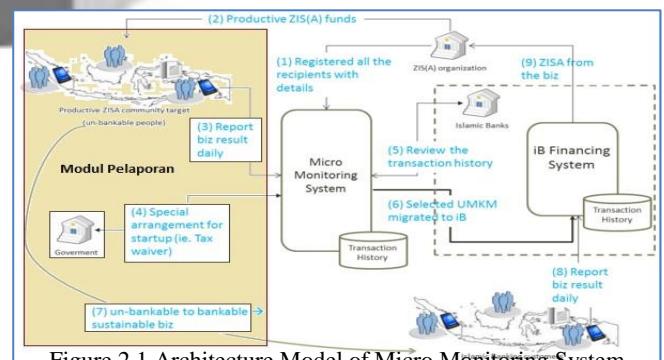 (2) Productive ZIS(A) funds
(1) Registered all the
recipients with
details
ZIS(A) organization
(9) ZISA from
the biz
Productive ZISA community target
(un-bankable people)
(3) Report
biz result
daily
Modul Pelaporan
Micro
Monitoring
System
Transaction
History
Islamic Banks
(5) Review the
transaction history
iB Financing
System
Transaction
History
(4) Special
arrangement for
startup (ie. Tax
waiver)
Goverment
(6) Selected UMKM
migrated to iB
(7) un-bankable to bankable
sustainable biz
(8) Report
biz result
daily
Figure 2.1 Architecture Model of Micro Monitoring System